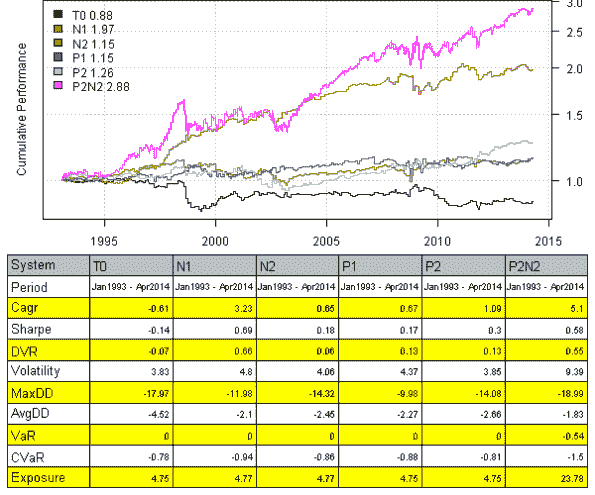 T0 0.88
N1 1.97
N2 1.15
P1 1.15
P2 1.26
P2N2 2.88
Cumulative Performance
3.0
2.5
2.0
1.5
1.0
1995 2000 2005 2010 2015
System T0 N1 N2 P1 P2 P2N2
Period Jan1993 - Apr2014 Jan1993 - Apr2014 Jan1993 - Apr2014 Jan1993 - Apr2014 Jan1993 - Apr2014 Jan1993 - Apr2014
Cagr -0.61 3.23 0.65 0.67 1.09 5.1
Sharpe -0.14 0.69 0.18 0.17 0.3 0.58
DVR -0.07 0.66 0.06 0.13 0.13 0.55
Volatility 3.83 4.8 4.06 4.37 3.85 9.39
MaxDD -17.97 -11.98 -14.32 -9.98 -14.08 -18.99
AvgDD -4.52 -2.1 -2.45 -2.27 -2.66 -1.83
VaR 0 0 0 0 0 -0.54
CVaR -0.78 -0.94 -0.86 -0.88 -0.81 -1.5
Exposure 4.75 4.77 4.77 4.75 4.75 23.78